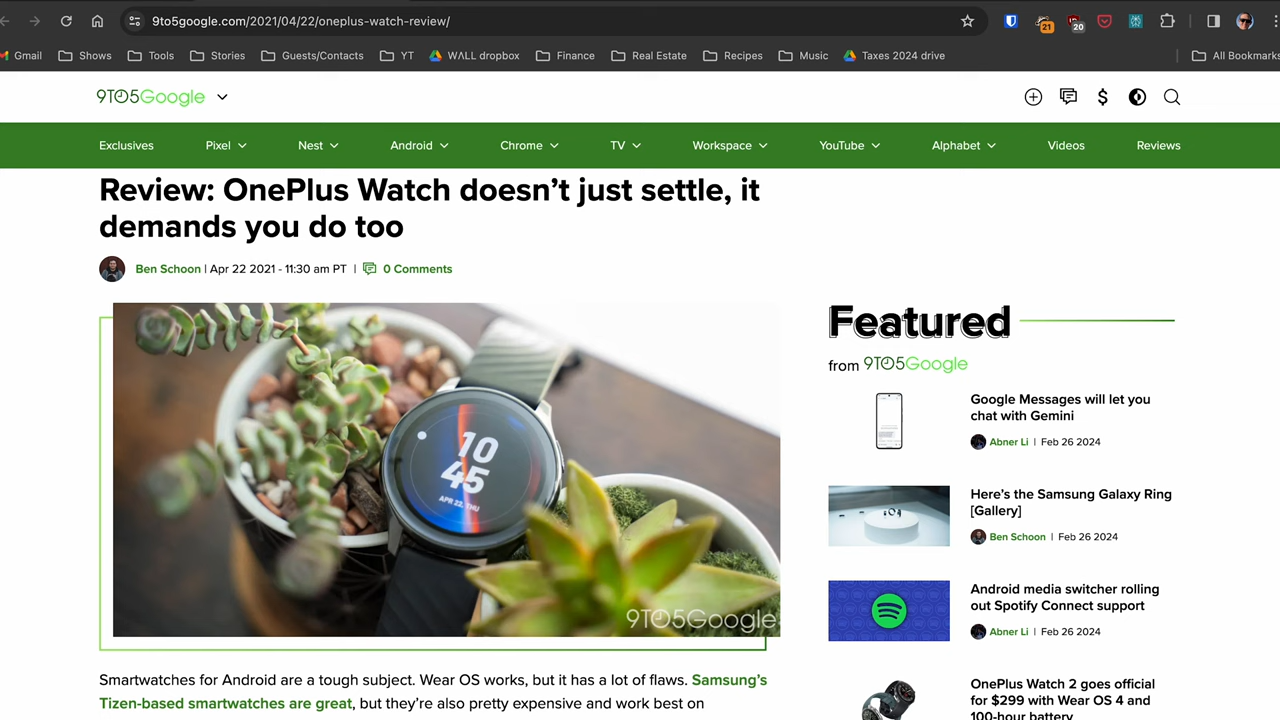 9to5google.com/2021/04/22/oneplus-watch-review/
21
20
Gmail
Shows
Tools
Stories
Guests/Contacts
YT
WALL dropbox
Finance
Real Estate
Recipes
Music
Taxes 2024 drive
All Bookmarks
9TO5Google
Exclusives
Pixel
Nest
Android
Chrome
TV
Workspace
YouTube
Alphabet
Videos
Reviews
Review: OnePlus Watch doesn’t just settle, it
demands you do too
Ben Schoon | Apr 22 2021 - 11:30 am PT | 0 Comments
10
45
APR 22, THU
9TO5Google
Smartwatches for Android are a tough subject. Wear OS works, but it has a lot of flaws. Samsung’s
Tizen-based smartwatches are great, but they’re also pretty expensive and work best on
Featured
from 9TO5Google
Google Messages will let you
chat with Gemini
Abner Li | Feb 26 2024
Here’s the Samsung Galaxy Ring
[Gallery]
Ben Schoon | Feb 26 2024
Android media switcher rolling
out Spotify Connect support
Abner Li | Feb 26 2024
OnePlus Watch 2 goes official
for $299 with Wear OS 4 and
100-hour battery